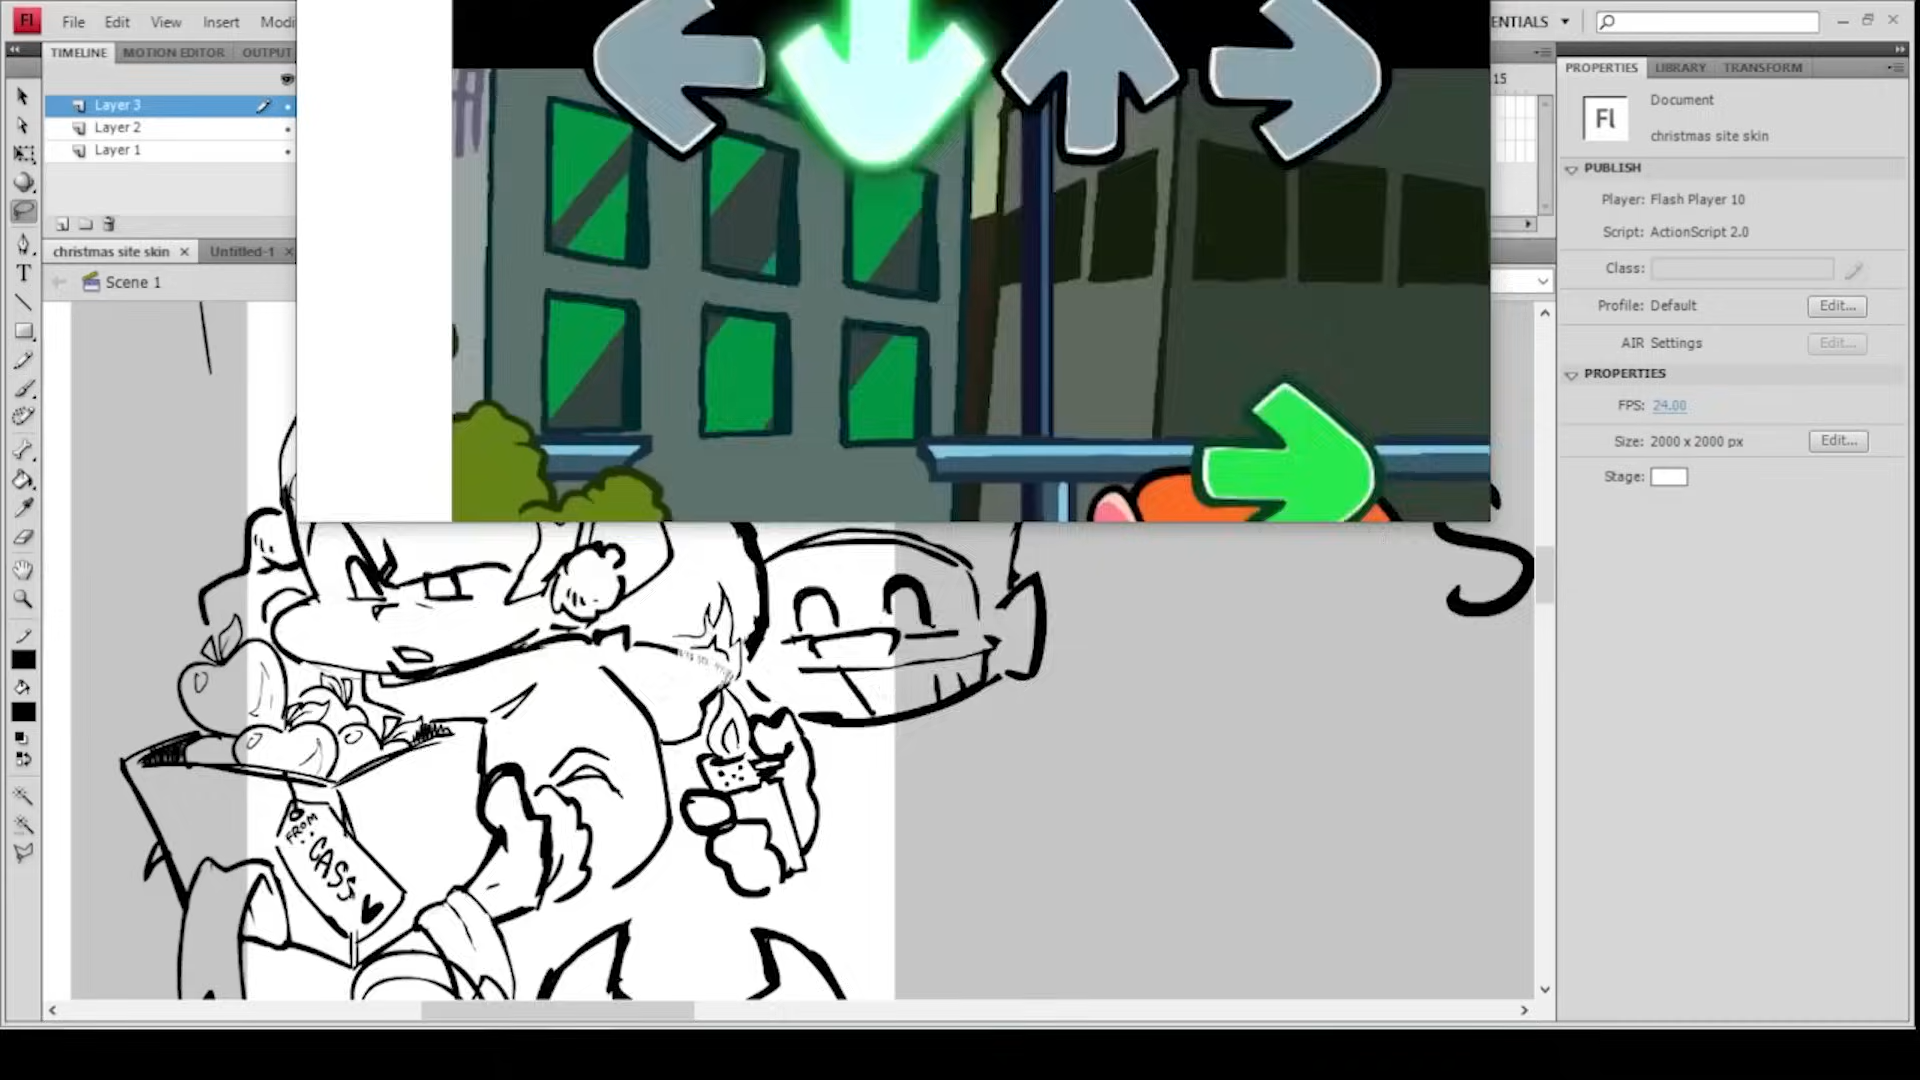 Fl File Edit View Insert Modi
ENTIALS
TIMELINE MOTION EDITOR OUTPUT
15
Layer 3
Layer 2
Layer 1
christmas site skin Untitled-1
Scene 1
PROPERTIES LIBRARY TRANSFORM
Fl
Document
christmas site skin
PUBLISH
Player: Flash Player 10
Script: ActionScript 2.0
Class:
Profile: Default Edit...
AIR Settings Edit...
PROPERTIES
FPS: 24.00
Size: 2000 x 2000 px Edit...
Stage:
T
S
FROM:
CASS